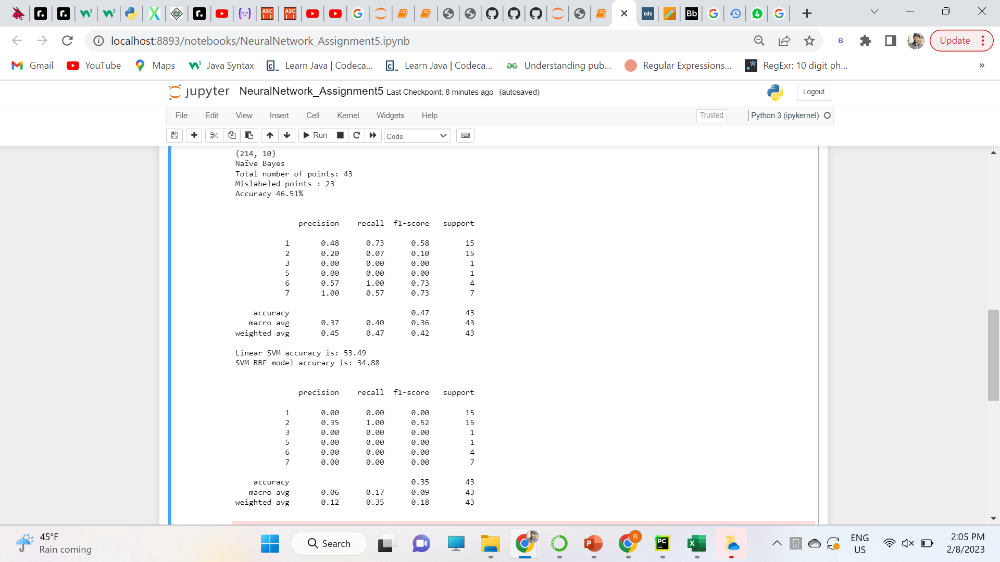 localhost:8893/notebooks/NeuralNetwork_Assignment5.ipynb
Update
Gmail YouTube Maps Java Syntax Learn Java | Codeca... Learn Java | Codeca... Understanding pub... Regular Expressions... RegExr: 10 digit ph... »
jupyter NeuralNetwork_Assignment5 Last Checkpoint: 8 minutes ago (autosaved) Logout
File Edit View Insert Cell Kernel Widgets Help Trusted Python 3 (ipykernel)
Run Code
(214, 10)
Naïve Bayes
Total number of points: 43
Mislabeled points : 23
Accuracy 46.51%
precision recall f1-score support
1 0.48 0.73 0.58 15
2 0.20 0.07 0.10 15
3 0.00 0.00 0.00 1
5 0.00 0.00 0.00 1
6 0.57 1.00 0.73 4
7 1.00 0.57 0.73 7
accuracy 0.47 43
macro avg 0.37 0.40 0.36 43
weighted avg 0.45 0.47 0.42 43
Linear SVM accuracy is: 53.49
SVM RBF model accuracy is: 34.88
precision recall f1-score support
1 0.00 0.00 0.00 15
2 0.35 1.00 0.52 15
3 0.00 0.00 0.00 1
5 0.00 0.00 0.00 1
6 0.00 0.00 0.00 4
7 0.00 0.00 0.00 7
accuracy 0.35 43
macro avg 0.06 0.17 0.09 43
weighted avg 0.12 0.35 0.18 43
45°F
Rain coming
Search
ENG
US
2:05 PM
2/8/2023